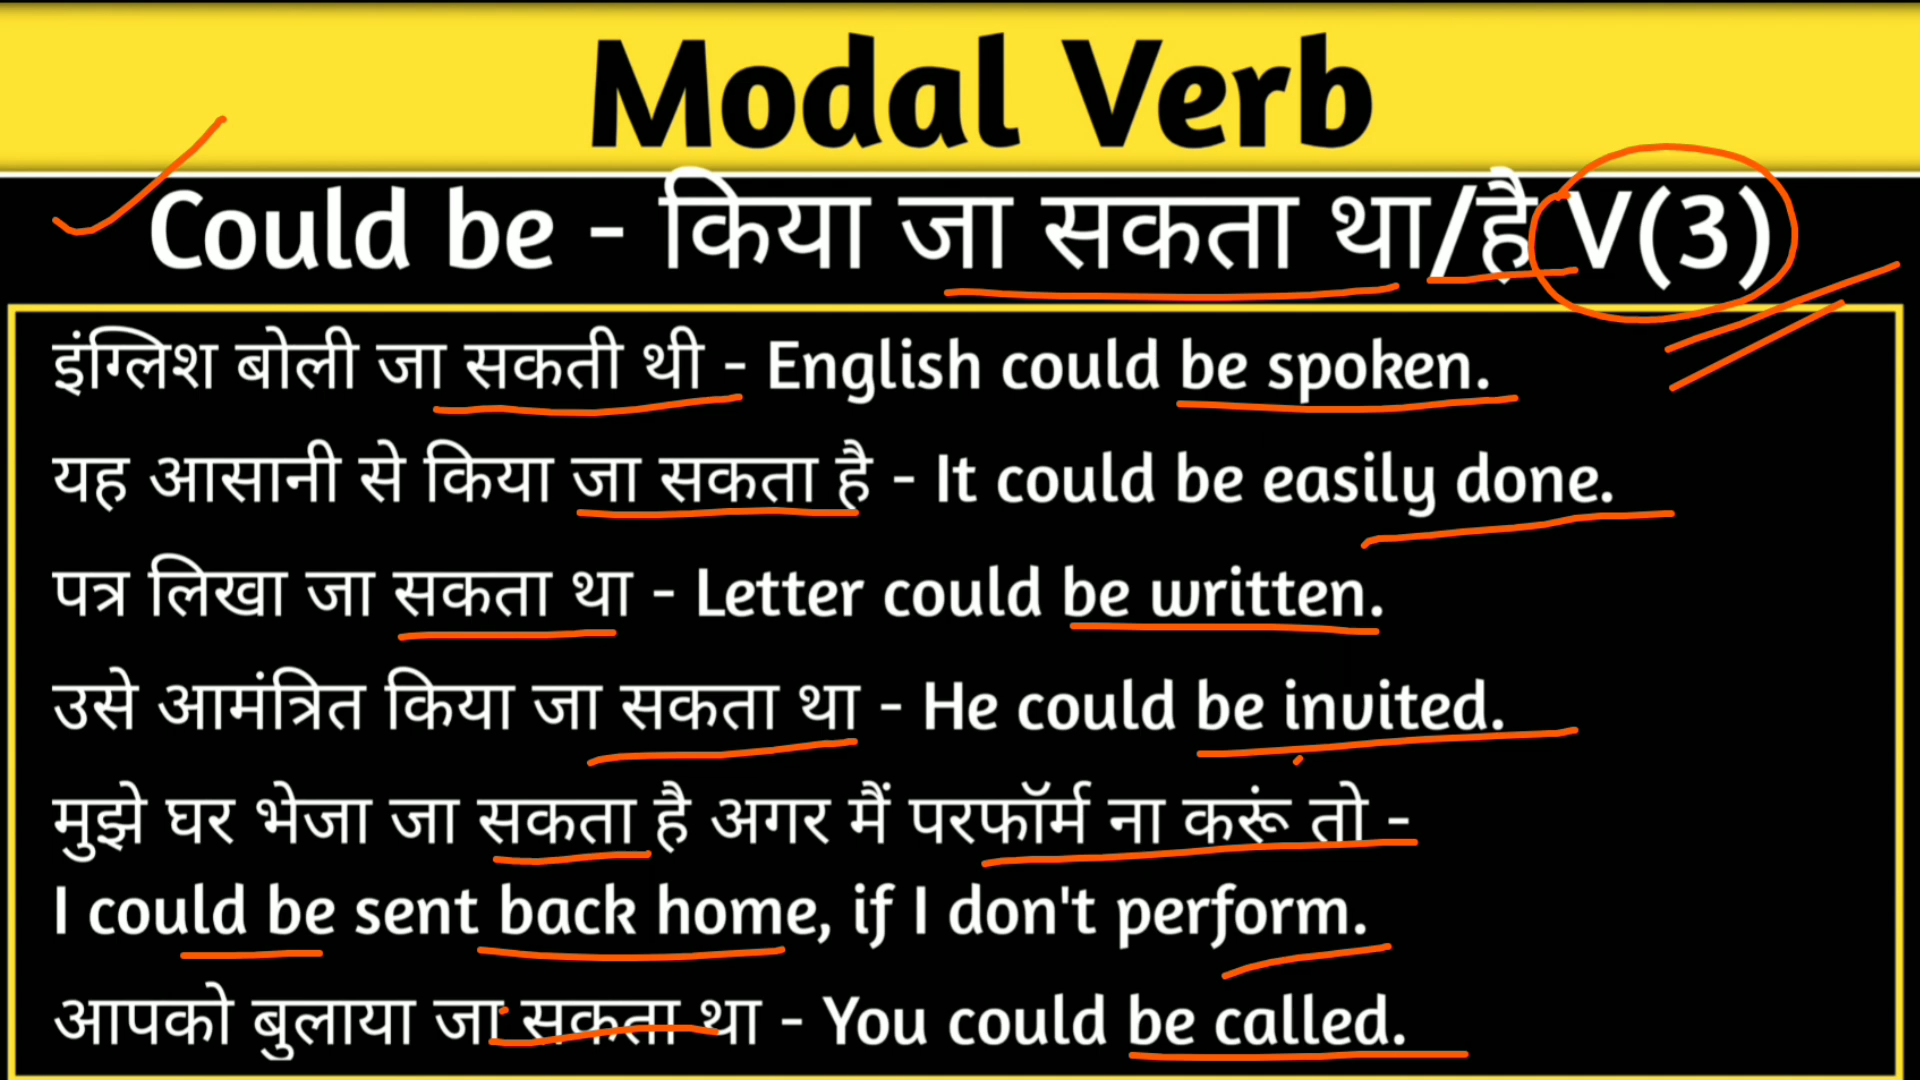 Modal Verb
Could be - किया जा सकता था/है V(3)
इंग्लिश बोली जा सकती थी - English could be spoken.
यह आसानी से किया जा सकता है - It could be easily done.
पत्र लिखा जा सकता था - Letter could be written.
उसे आमंत्रित किया जा सकता था - He could be invited.
मुझे घर भेजा जा सकता है अगर मैं परफॉर्म ना करूं तो -
I could be sent back home, if I don't perform.
आपको बुलाया जा सकता था - You could be called.